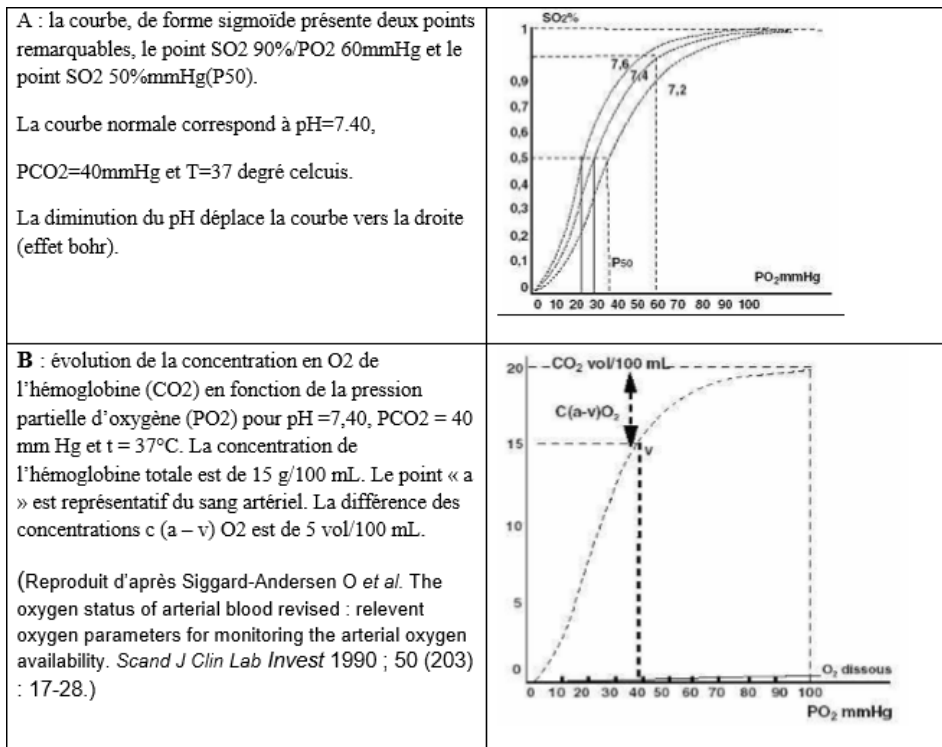 A : la courbe, de forme sigmoïde présente deux points
remarquables, le point SO2 90%/PO2 60mmHg et le
point SO2 50%mmHg(P50).
La courbe normale correspond à pH=7.40,
PCO2=40mmHg et T=37 degré celcuis.
La diminution du pH déplace la courbe vers la droite
(effet bohr).
SO2%
1
7,6
7,4
7,2
0,9
0,8
0,7
0,6
0,5
0,4
0,3
0,2
0,1
0
P50
PO2mmHg
0 10 20 30 40 50 60 70 80 90 100
B : évolution de la concentration en O2 de
l'hémoglobine (CO2) en fonction de la pression
partielle d'oxygène (PO2) pour pH =7,40, PCO2 = 40
mm Hg et t = 37°C. La concentration de
l'hémoglobine totale est de 15 g/100 mL. Le point « a
» est représentatif du sang artériel. La différence des
concentrations c (a – v) O2 est de 5 vol/100 mL.
(Reproduit d'après Siggard-Andersen O et al. The
oxygen status of arterial blood revised : relevent
oxygen parameters for monitoring the arterial oxygen
availability. Scand J Clin Lab Invest 1990 ; 50 (203)
: 17-28.)
20
CO2 vol/100 mL
C(a-v)O2
15
v
10
5
0
O2 dissous
10 20 30 40 50 60 70 80 90 100
PO2 mmHg